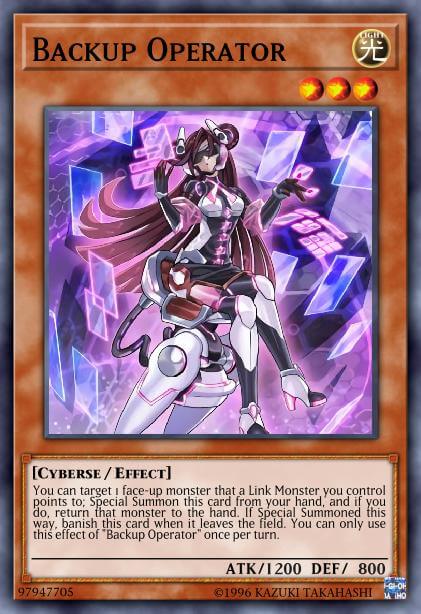 BACKUP OPERATOR
LIGHT
光
[CYBERSE / EFFECT]
You can target 1 face-up monster that a Link Monster you control
points to; Special Summon this card from your hand, and if you
do, return that monster to the hand. If Special Summoned this
way, banish this card when it leaves the field. You can only use
this effect of "Backup Operator" once per turn.
ATK/1200 DEF/ 800
97947705
©1996 KAZUKI TAKAHASHI